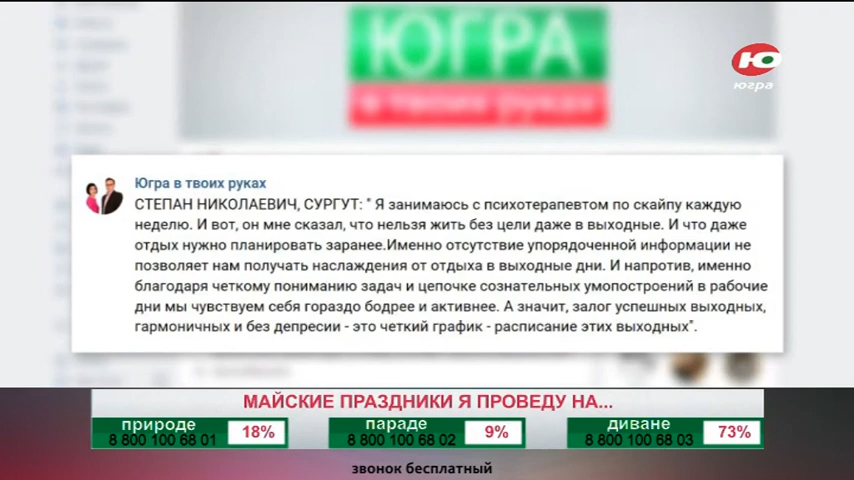 ЮГРА
в твоих руках
Ю
югра
Югра в твоих руках
СТЕПАН НИКОЛАЕВИЧ, СУРГУТ: " Я занимаюсь с психотерапевтом по скайпу каждую
неделю. И вот, он мне сказал, что нельзя жить без цели даже в выходные. И что даже
отдых нужно планировать заранее.Именно отсутствие упорядоченной информации не
позволяет нам получать наслаждения от отдыха в выходные дни. И напротив, именно
благодаря четкому пониманию задач и цепочке сознательных умопостроений в рабочие
дни мы чувствуем себя гораздо бодрее и активнее. А значит, залог успешных выходных,
гармоничных и без депрессии - это четкий график - расписание этих выходных".
МАЙСКИЕ ПРАЗДНИКИ Я ПРОВЕДУ НА...
природе
8 800 100 68 01
18%
параде
8 800 100 68 02
9%
диване
8 800 100 68 03
73%
звонок бесплатный